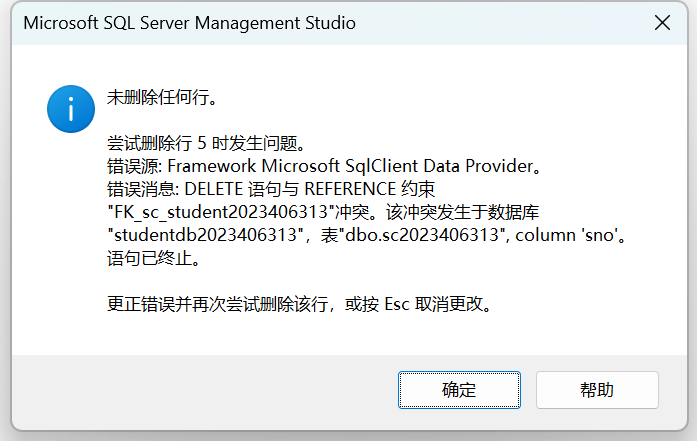 Microsoft SQL Server Management Studio
未删除任何行。
尝试删除行 5 时发生问题。
错误源: Framework Microsoft SqlClient Data Provider。
错误消息: DELETE 语句与 REFERENCE 约束
"FK_sc_student2023406313"冲突。该冲突发生于数据库
"studentdb2023406313"，表"dbo.sc2023406313", column 'sno'。
语句已终止。
更正错误并再次尝试删除该行，或按 Esc 取消更改。
确定
帮助